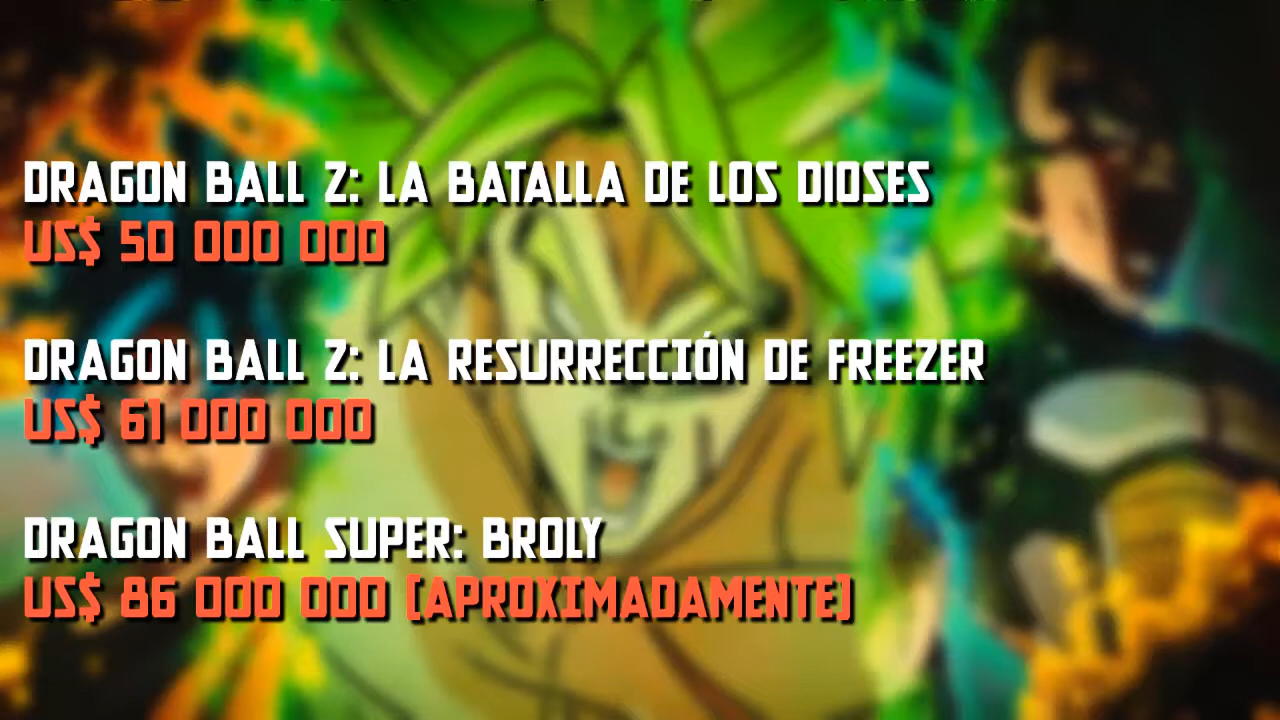 DRAGON BALL Z: LA BATALLA DE LOS DIOSES
US$ 50 000 000
DRAGON BALL Z: LA RESURRECCIÓN DE FREEZER
US$ 61 000 000
DRAGON BALL SUPER: BROLY
US$ 86 000 000 (APROXIMADAMENTE)